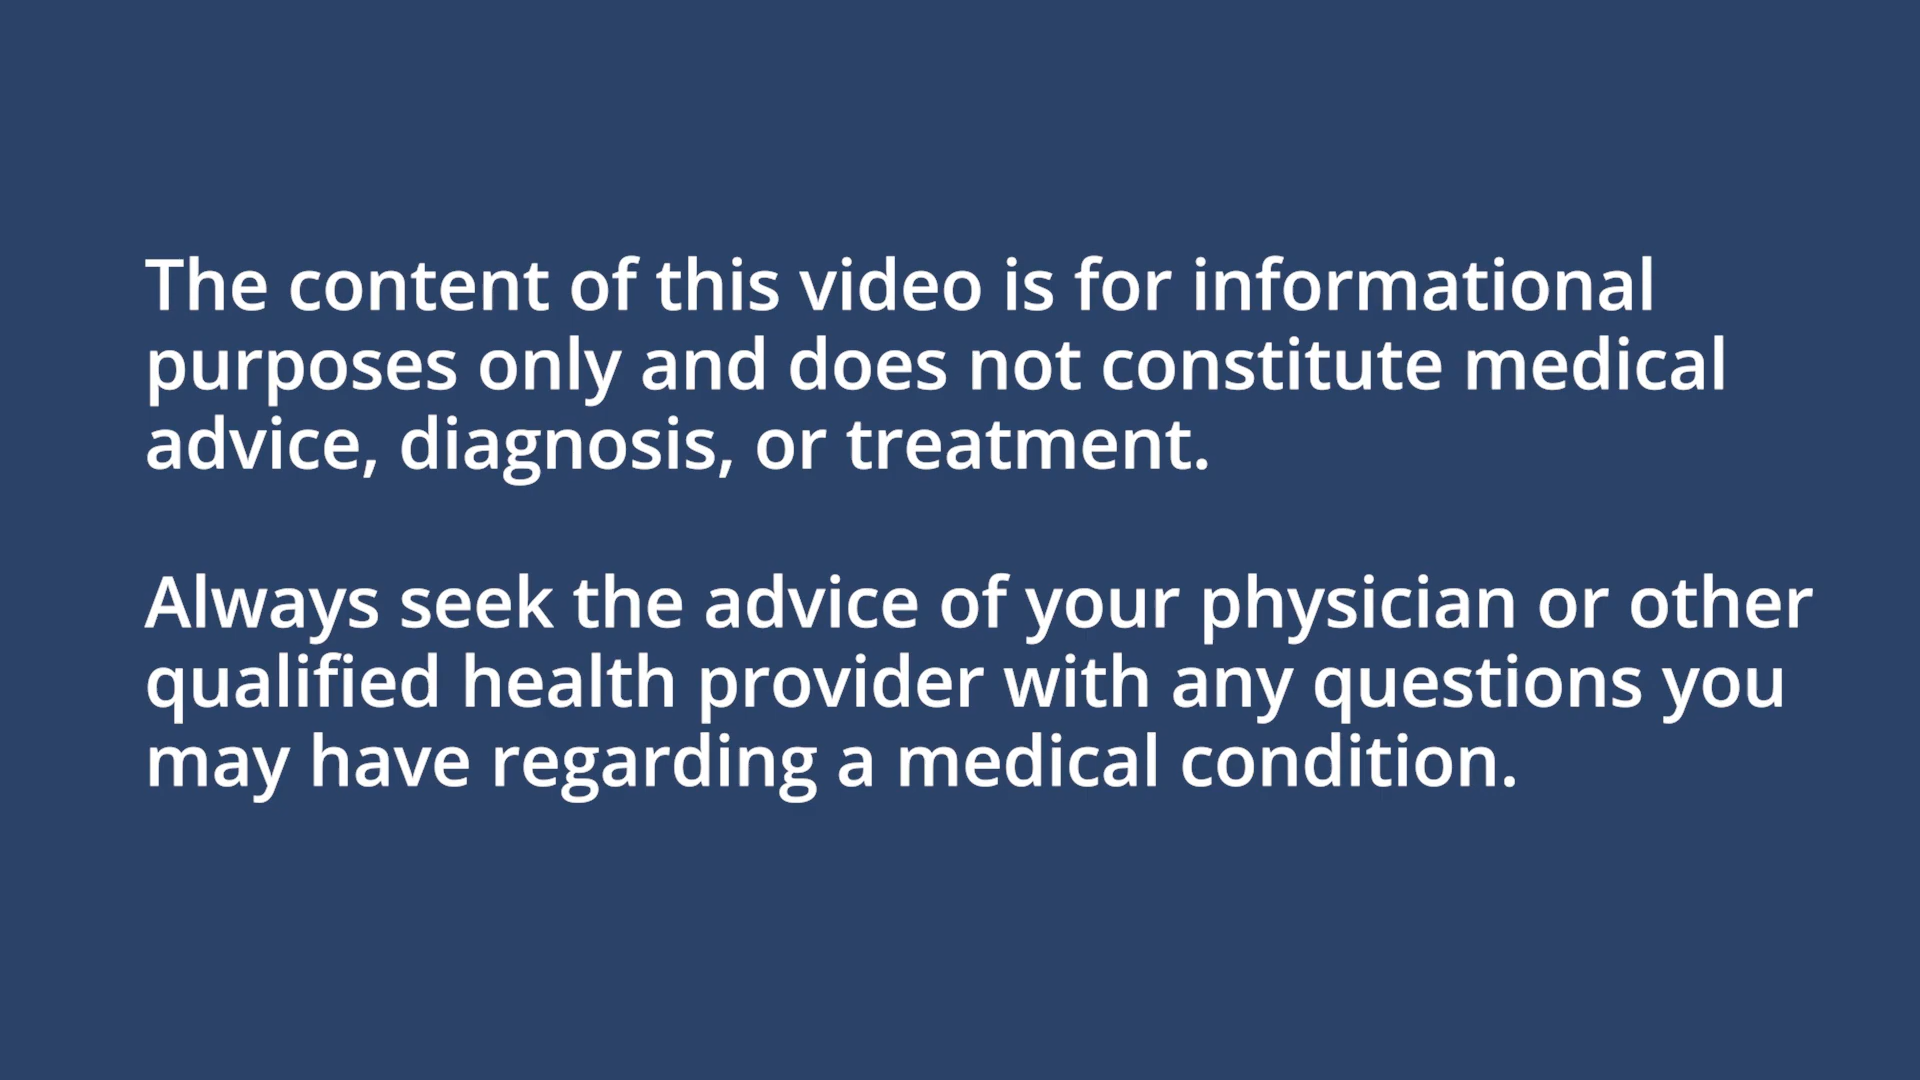 The content of this video is for informational
purposes only and does not constitute medical
advice, diagnosis, or treatment.
Always seek the advice of your physician or other
qualified health provider with any questions you
may have regarding a medical condition.